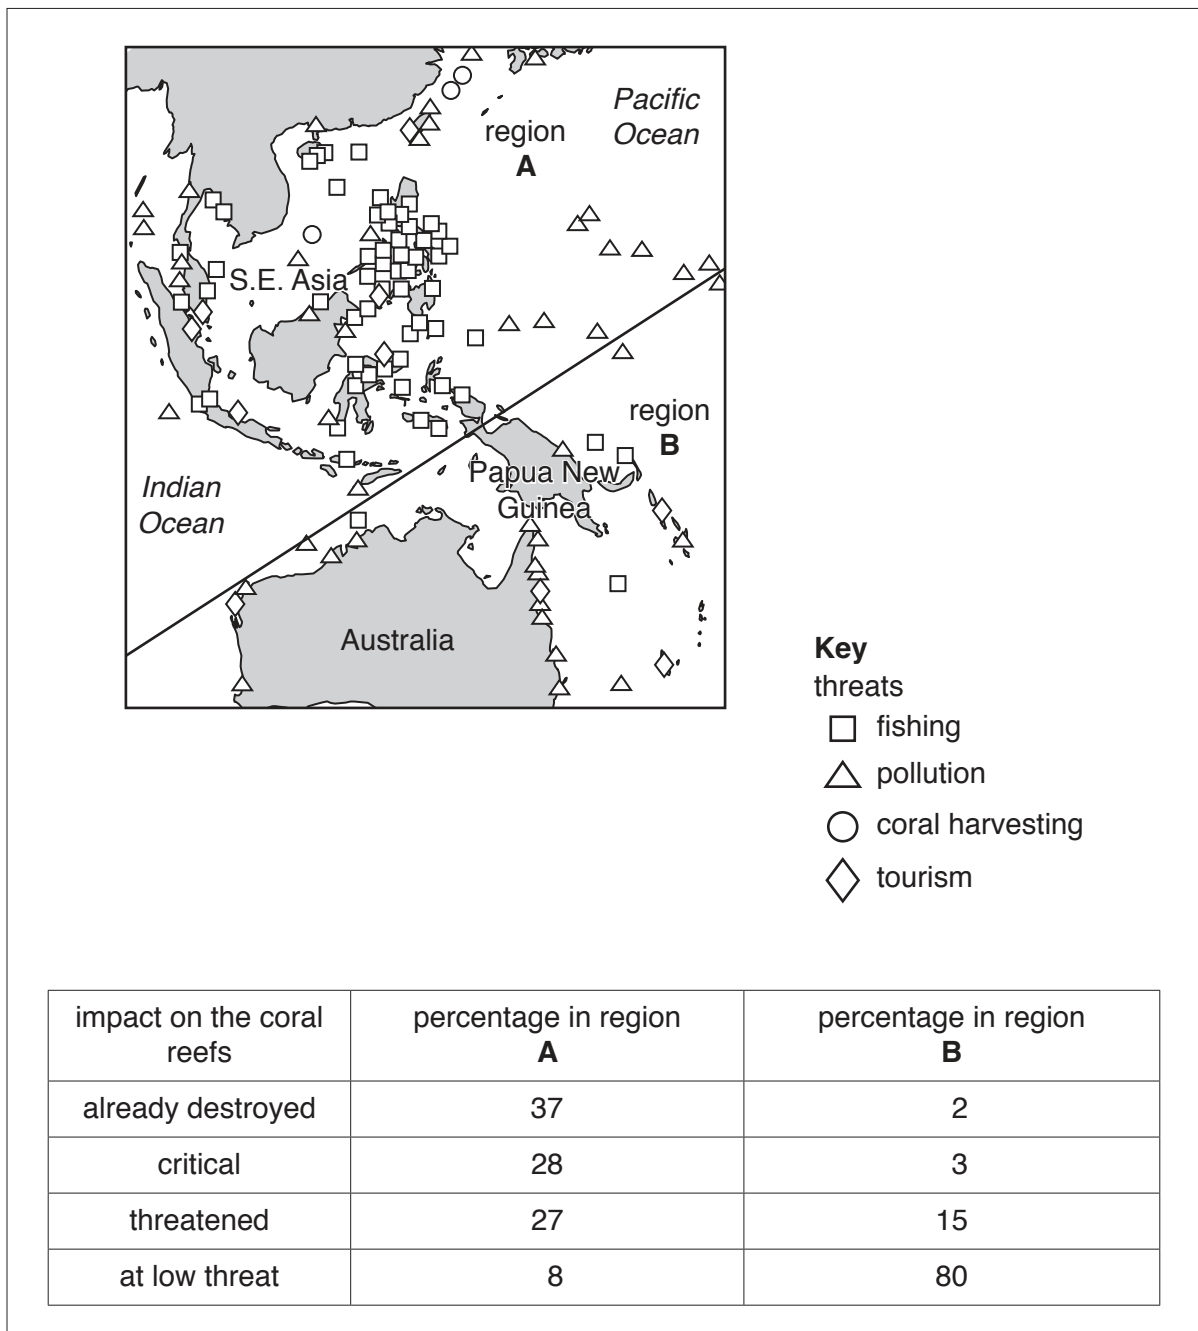 Pacific
Ocean
region
A
S.E. Asia
region
B
Papua New
Guinea
Indian
Ocean
Australia
Key
threats
fishing
pollution
coral harvesting
tourism
impact on the coral
reefs
percentage in region
A
percentage in region
B
already destroyed
37
2
critical
28
3
threatened
27
15
at low threat
8
80